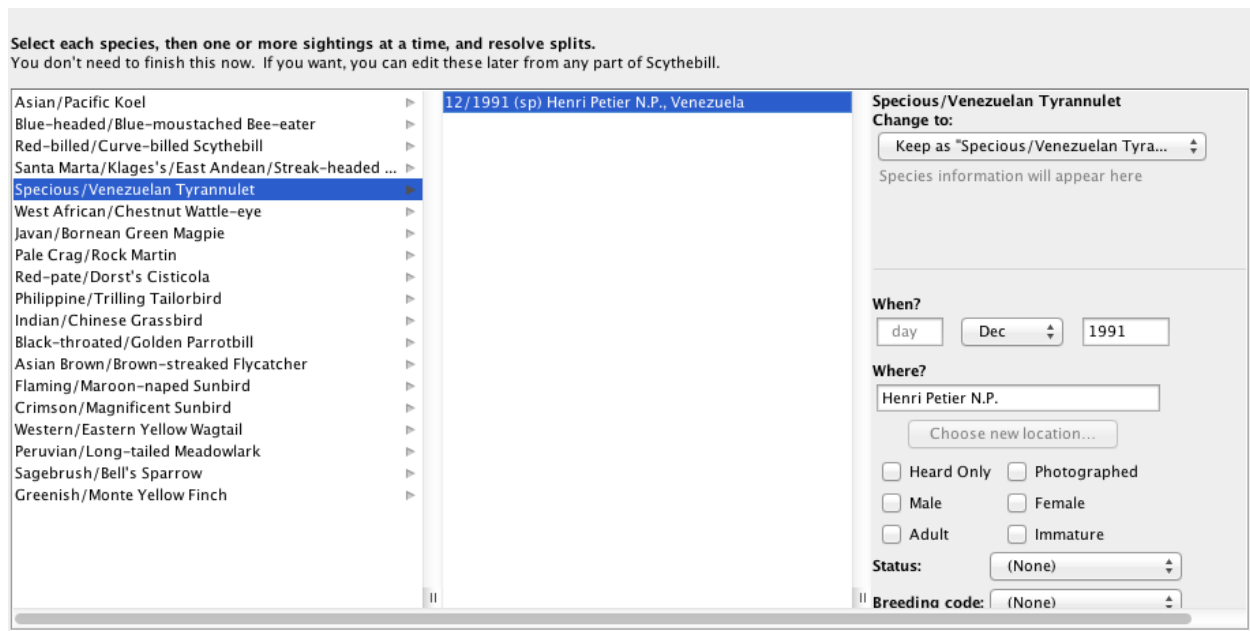 Select each species, then one or more sightings at a time, and resolve splits.
You don't need to finish this now. If you want, you can edit these later from any part of Scythebill.
Asian/Pacific Koel
Blue-headed/Blue-moustached Bee-eater
Red-billed/Curve-billed Scythebill
Santa Marta/Klages's/East Andean/Streak-headed ...
Specious/Venezuelan Tyrannulet
West African/Chestnut Wattle-eye
Javan/Bornean Green Magpie
Pale Crag/Rock Martin
Red-pate/Dorst's Cisticola
Philippine/Trilling Tailorbird
Indian/Chinese Grassbird
Black-throated/Golden Parrotbill
Asian Brown/Brown-streaked Flycatcher
Flaming/Maroon-naped Sunbird
Crimson/Magnificent Sunbird
Western/Eastern Yellow Wagtail
Peruvian/Long-tailed Meadowlark
Sagebrush/Bell's Sparrow
Greenish/Monte Yellow Finch
12/1991 (sp) Henri Petier N.P., Venezuela
Specious/Venezuelan Tyrannulet
Change to:
Keep as "Specious/Venezuelan Tyra...
Species information will appear here
When?
day Dec 1991
Where?
Henri Petier N.P.
Choose new location...
Heard Only Photographed
Male Female
Adult Immature
Status: (None)
Breeding code: (None)